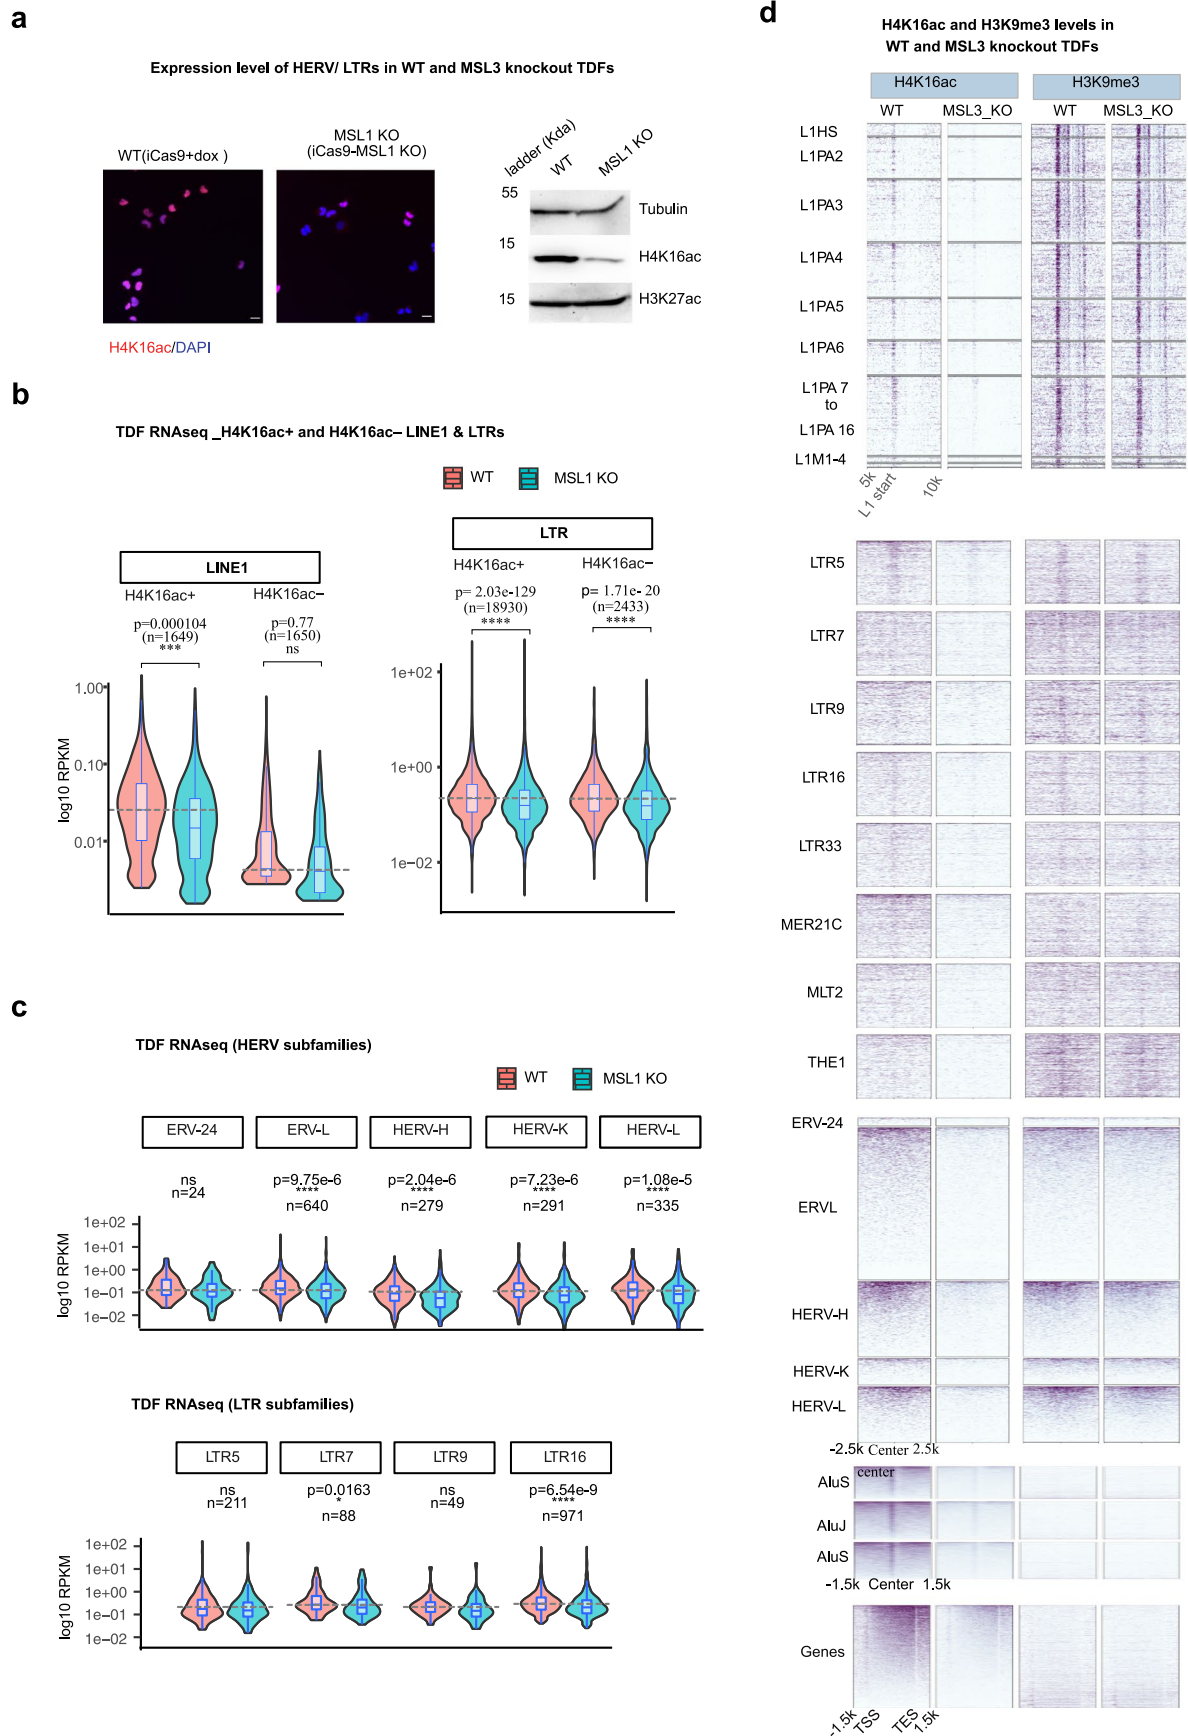 a
Expression level of HERV/ LTRs in WT and MSL3 knockout TDFs
WT(iCas9+dox )
MSL1 KO
(iCas9-MSL1 KO)
ladder (Kda)
WT
MSL1 KO
55
Tubulin
15
H4K16ac
15
H3K27ac
H4K16ac/DAPI
b
TDF RNAseq _H4K16ac+ and H4K16ac– LINE1 & LTRs
WT
MSL1 KO
LINE1
H4K16ac+
H4K16ac–
p=0.000104
(n=1649)
***
p=0.77
(n=1650)
ns
log10 RPKM
1.00
0.10
0.01
LTR
H4K16ac+
H4K16ac–
p= 2.03e-129
(n=18930)
****
p= 1.71e- 20
(n=2433)
****
1e+02
1e+00
1e–02
c
TDF RNAseq (HERV subfamilies)
WT
MSL1 KO
ERV-24
ERV-L
HERV-H
HERV-K
HERV-L
ns
n=24
p=9.75e-6
****
n=640
p=2.04e-6
****
n=279
p=7.23e-6
****
n=291
p=1.08e-5
****
n=335
log10 RPKM
1e+02
1e+01
1e+00
1e–01
1e–02
TDF RNAseq (LTR subfamilies)
LTR5
LTR7
LTR9
LTR16
ns
n=211
p=0.0163
*
n=88
ns
n=49
p=6.54e-9
****
n=971
log10 RPKM
1e+02
1e+01
1e+00
1e–01
1e–02
d
H4K16ac and H3K9me3 levels in
WT and MSL3 knockout TDFs
H4K16ac
H3K9me3
WT
MSL3_KO
WT
MSL3_KO
L1HS
L1PA2
L1PA3
L1PA4
L1PA5
L1PA6
L1PA 7
to
L1PA 16
L1M1-4
5k
L1 start
10k
LTR5
LTR7
LTR9
LTR16
LTR33
MER21C
MLT2
THE1
ERV-24
ERVL
HERV-H
HERV-K
HERV-L
-2.5k Center 2.5k
center
AluS
AluJ
AluS
-1.5k Center 1.5k
Genes
-1.5k
TSS
TES
1.5k